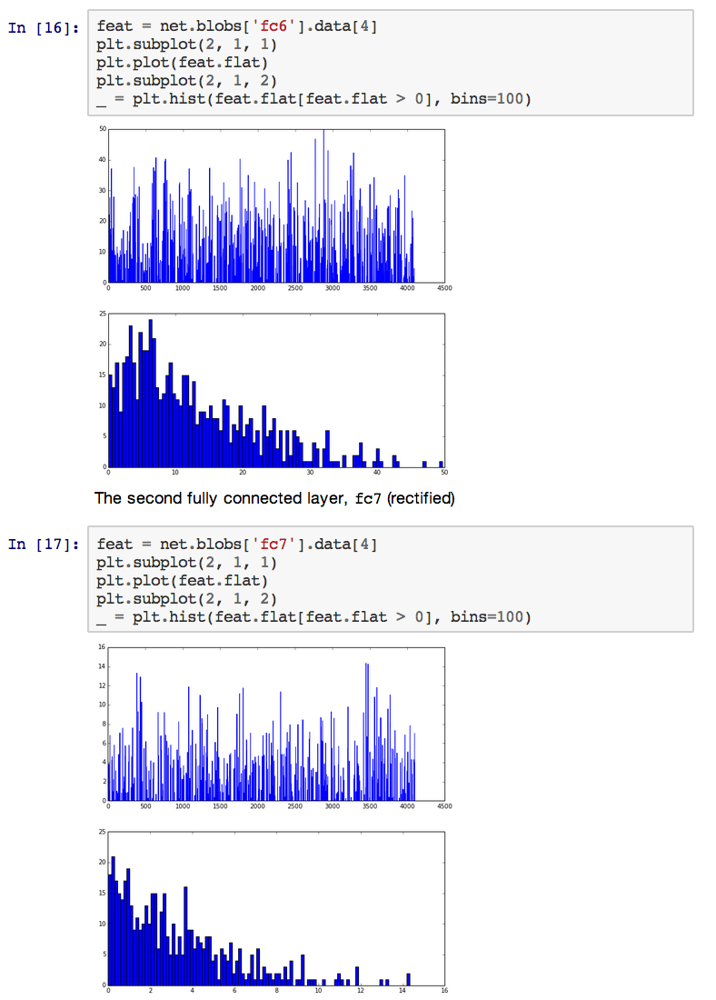 In [16]:
feat = net.blobs['fc6'].data[4]
plt.subplot(2, 1, 1)
plt.plot(feat.flat)
plt.subplot(2, 1, 2)
_ = plt.hist(feat.flat[feat.flat > 0], bins=100)
50
40
30
20
10
0
0 500 1000 1500 2000 2500 3000 3500 4000 4500
25
20
15
10
5
0
0 10 20 30 40 50
The second fully connected layer, fc7 (rectified)
In [17]:
feat = net.blobs['fc7'].data[4]
plt.subplot(2, 1, 1)
plt.plot(feat.flat)
plt.subplot(2, 1, 2)
_ = plt.hist(feat.flat[feat.flat > 0], bins=100)
16
14
12
10
8
6
4
2
0
0 500 1000 1500 2000 2500 3000 3500 4000 4500
25
20
15
10
5
0
0 2 4 6 8 10 12 14 16